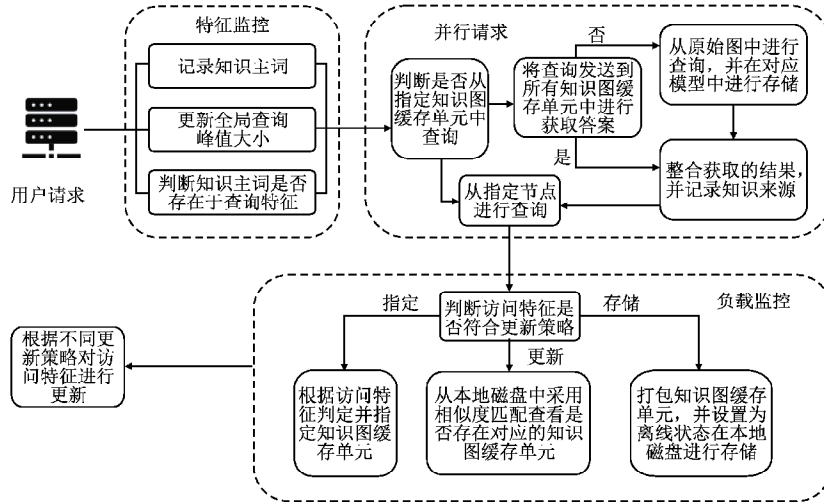 特征监控
记录知识主词
更新全局查询
峰值大小
判断知识主词是否
存在于查询特征
用户请求
并行请求
判断是否从
指定知识图
缓存单元中
查询
否
将查询发送到
所有知识图缓
存单元中进行
获取答案
是
从原始图中进行
查询，并在对应
模型中进行存储
整合获取的结果，
并记录知识来源
从指定节点
进行查询
负载监控
判断访问特征是
否符合更新策略
指定
存储
更新
根据不同更
新策略对访
问特征进行
更新
根据访问特
征判定并指
定知识图缓
存单元
从本地磁盘中采用
相似度匹配查看是
否存在对应的知识
图缓存单元
打包知识图缓存
单元，并设置为
离线状态在本地
磁盘进行存储